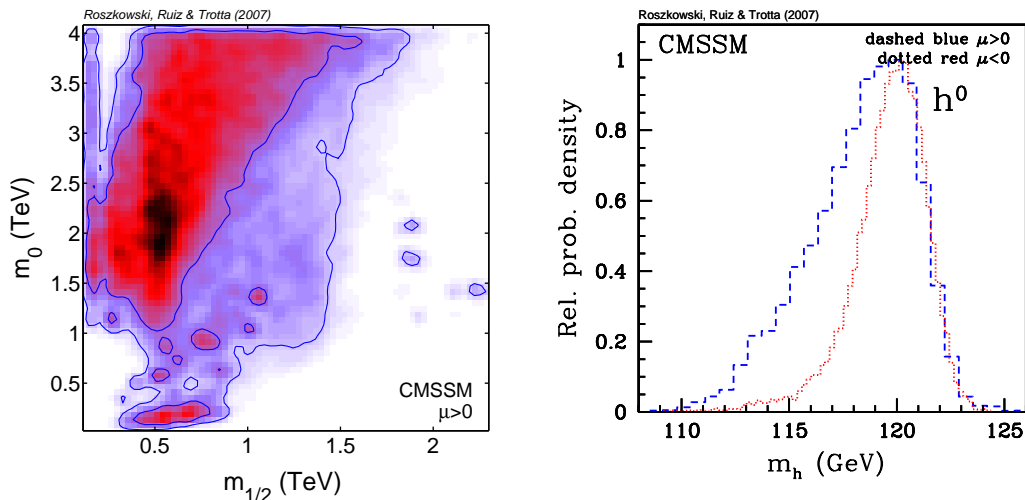 Roszkowski, Ruiz & Trotta (2007)
4
3.5
3
2.5
2
1.5
1
0.5
m0 (TeV)
CMSSM
μ>0
0.5 1 1.5 2
m1/2 (TeV)
Roszkowski, Ruiz & Trotta (2007)
CMSSM
dashed blue μ>0
dotted red μ<0
h0
1
0.8
0.6
0.4
0.2
0
Rel. prob. density
110 115 120 125
mh (GeV)